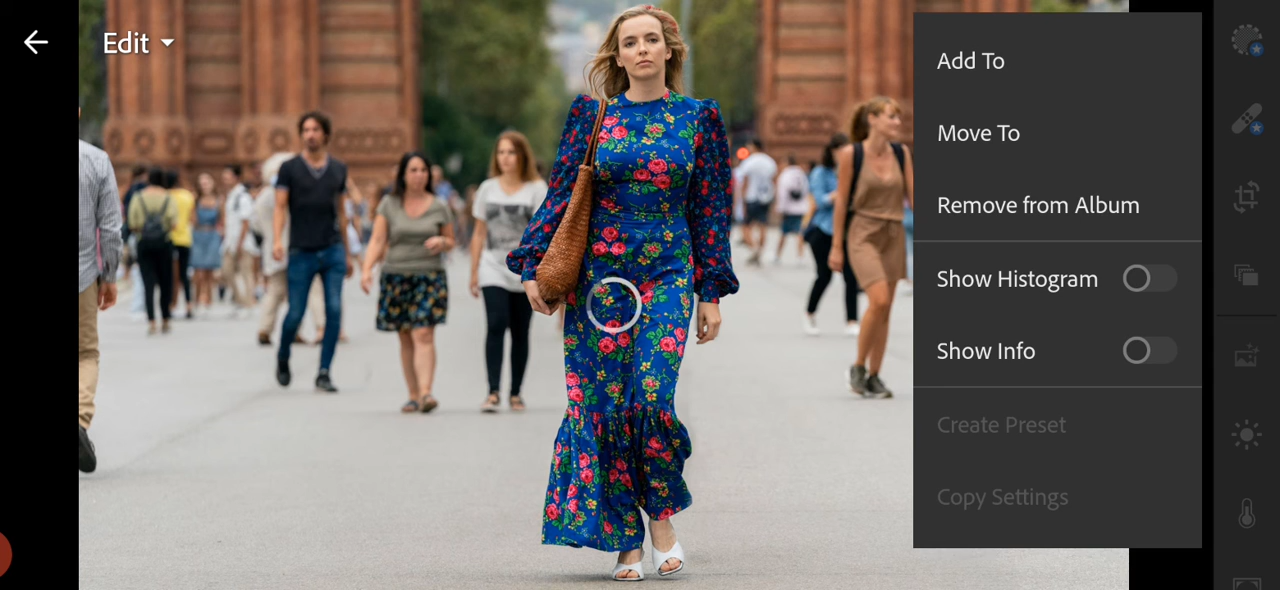 Edit
Add To
Move To
Remove from Album
Show Histogram
Show Info
Create Preset
Copy Settings